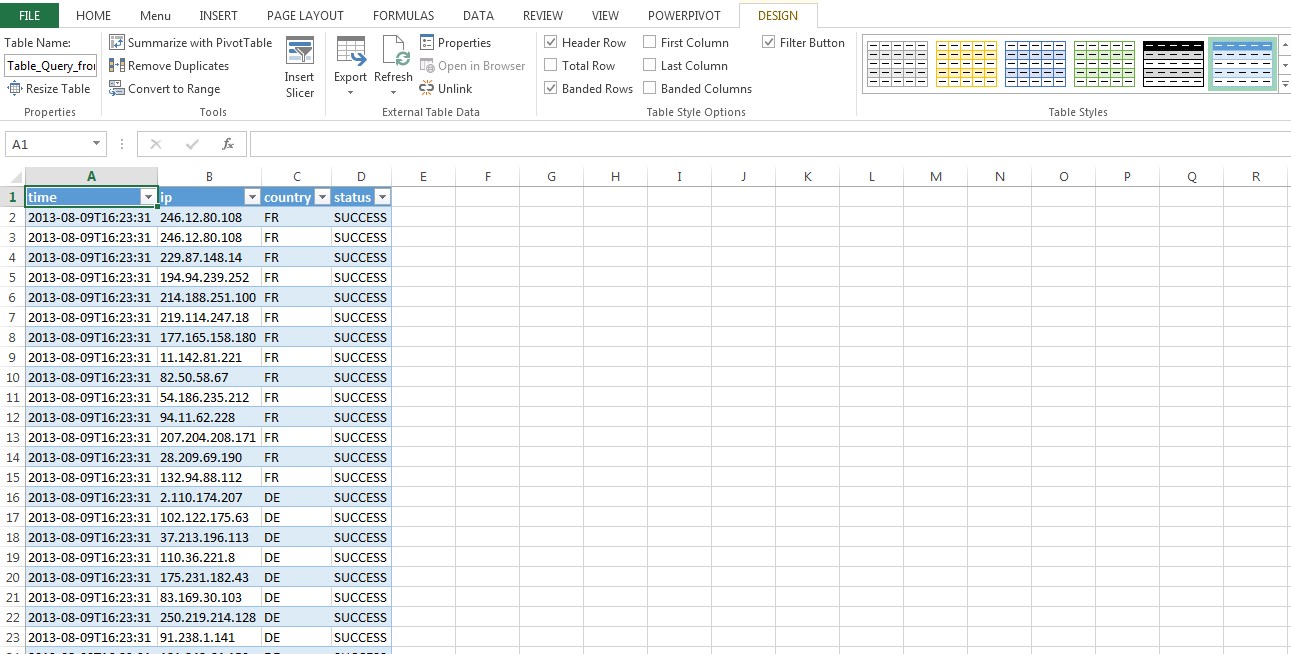 FILE HOME Menu INSERT PAGE LAYOUT FORMULAS DATA REVIEW VIEW POWERPIVOT DESIGN
Table Name:
Table_Query_fro
Resize Table
Properties
Summarize with PivotTable
Remove Duplicates
Convert to Range
Insert
Slicer
Tools
Export
Refresh
Properties
Open in Browser
Unlink
External Table Data
Header Row
Total Row
Banded Rows
First Column
Last Column
Banded Columns
Filter Button
Table Style Options
Table Styles
A1 fx
A B C D E F G H I J K L M N O P Q R
1 time ip country status
2 2013-08-09T16:23:31 246.12.80.108 FR SUCCESS
3 2013-08-09T16:23:31 246.12.80.108 FR SUCCESS
4 2013-08-09T16:23:31 229.87.148.14 FR SUCCESS
5 2013-08-09T16:23:31 194.94.239.252 FR SUCCESS
6 2013-08-09T16:23:31 214.188.251.100 FR SUCCESS
7 2013-08-09T16:23:31 219.114.247.18 FR SUCCESS
8 2013-08-09T16:23:31 177.165.158.180 FR SUCCESS
9 2013-08-09T16:23:31 11.142.81.221 FR SUCCESS
10 2013-08-09T16:23:31 82.50.58.67 FR SUCCESS
11 2013-08-09T16:23:31 54.186.235.212 FR SUCCESS
12 2013-08-09T16:23:31 94.11.62.228 FR SUCCESS
13 2013-08-09T16:23:31 207.204.208.171 FR SUCCESS
14 2013-08-09T16:23:31 28.209.69.190 FR SUCCESS
15 2013-08-09T16:23:31 132.94.88.112 FR SUCCESS
16 2013-08-09T16:23:31 2.110.174.207 DE SUCCESS
17 2013-08-09T16:23:31 102.122.175.63 DE SUCCESS
18 2013-08-09T16:23:31 37.213.196.113 DE SUCCESS
19 2013-08-09T16:23:31 110.36.221.8 DE SUCCESS
20 2013-08-09T16:23:31 175.231.182.43 DE SUCCESS
21 2013-08-09T16:23:31 83.169.30.103 DE SUCCESS
22 2013-08-09T16:23:31 250.219.214.128 DE SUCCESS
23 2013-08-09T16:23:31 91.238.1.141 DE SUCCESS